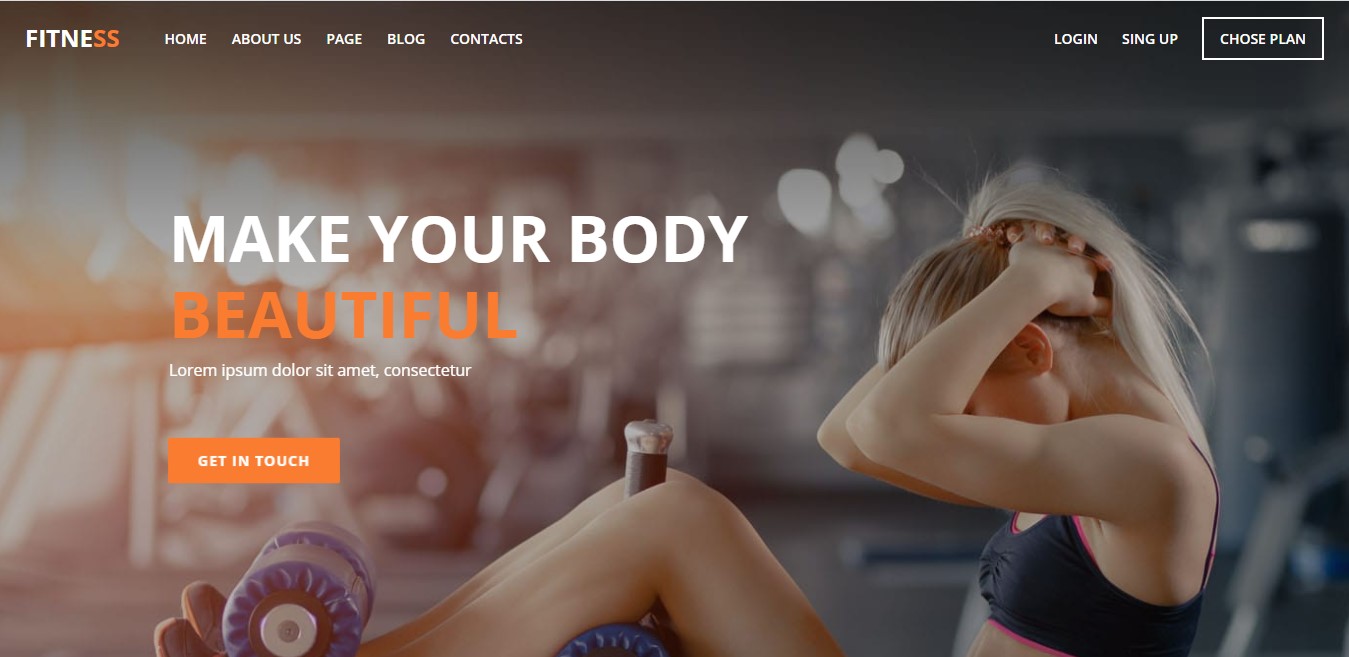 FITNESS
HOME ABOUT US PAGE BLOG CONTACTS
LOGIN SING UP CHOSE PLAN
MAKE YOUR BODY
BEAUTIFUL
Lorem ipsum dolor sit amet, consectetur
GET IN TOUCH